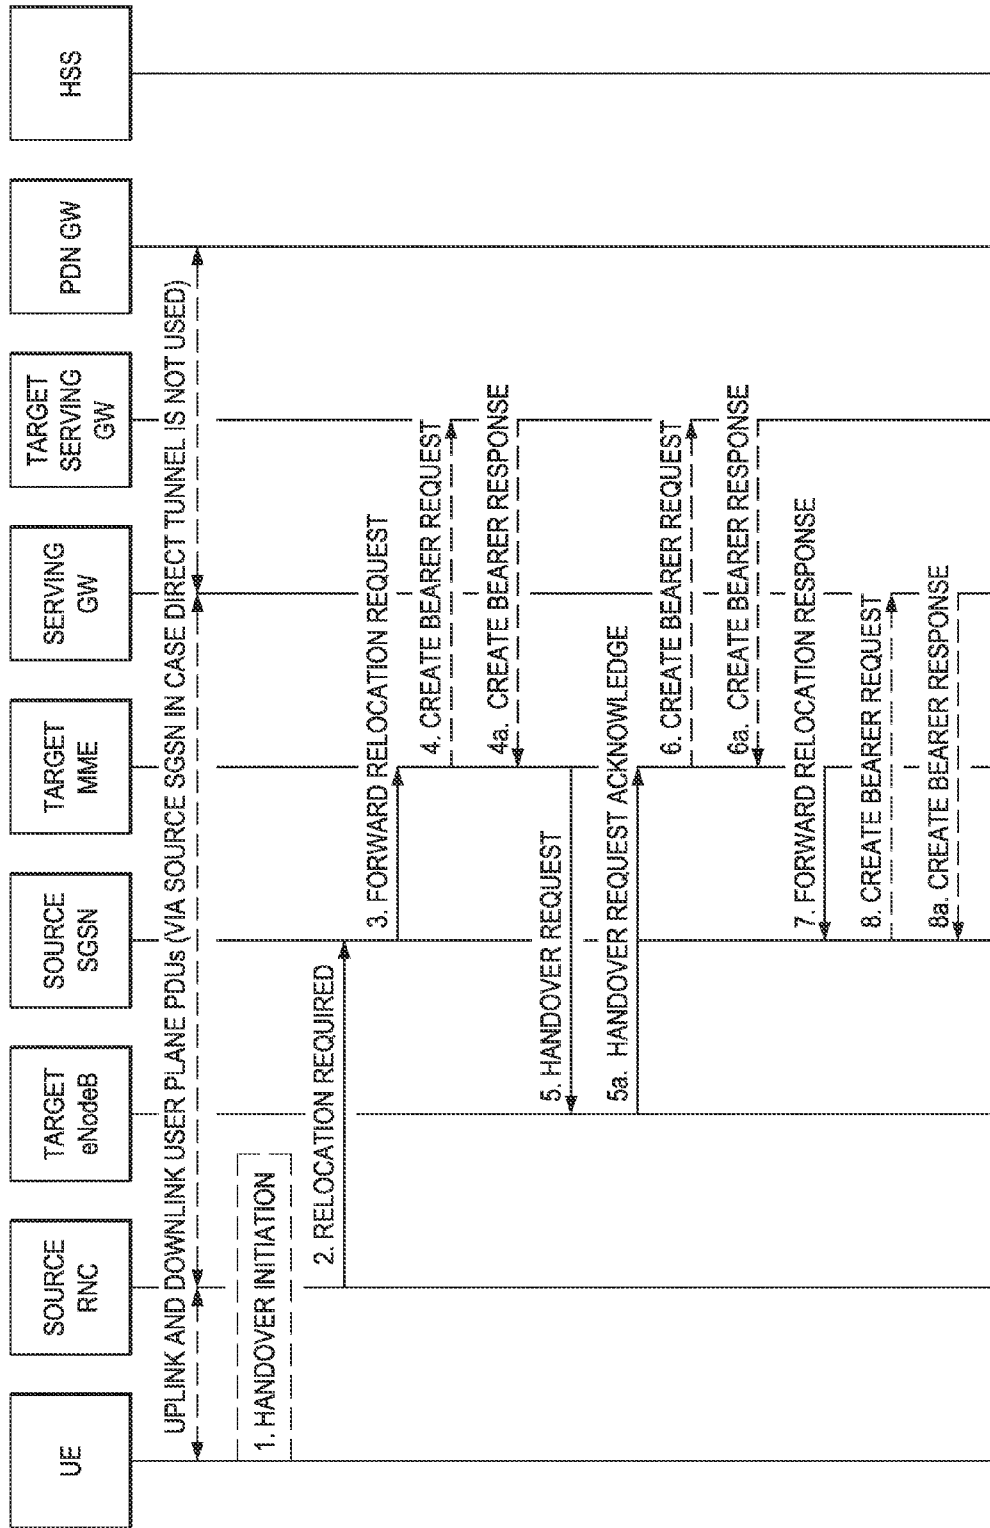 UE
SOURCE
RNC
TARGET
eNodeB
SOURCE
SGSN
TARGET
MME
SERVING
GW
TARGET
SERVING
GW
PDN GW
HSS
UPLINK AND DOWNLINK USER PLANE PDUs (VIA SOURCE SGSN IN CASE DIRECT TUNNEL IS NOT USED)
1. HANDOVER INITIATION
2. RELOCATION REQUIRED
3. FORWARD RELOCATION REQUEST
4. CREATE BEARER REQUEST
4a. CREATE BEARER RESPONSE
5. HANDOVER REQUEST
5a. HANDOVER REQUEST ACKNOWLEDGE
6. CREATE BEARER REQUEST
6a. CREATE BEARER RESPONSE
7. FORWARD RELOCATION RESPONSE
8. CREATE BEARER REQUEST
8a. CREATE BEARER RESPONSE